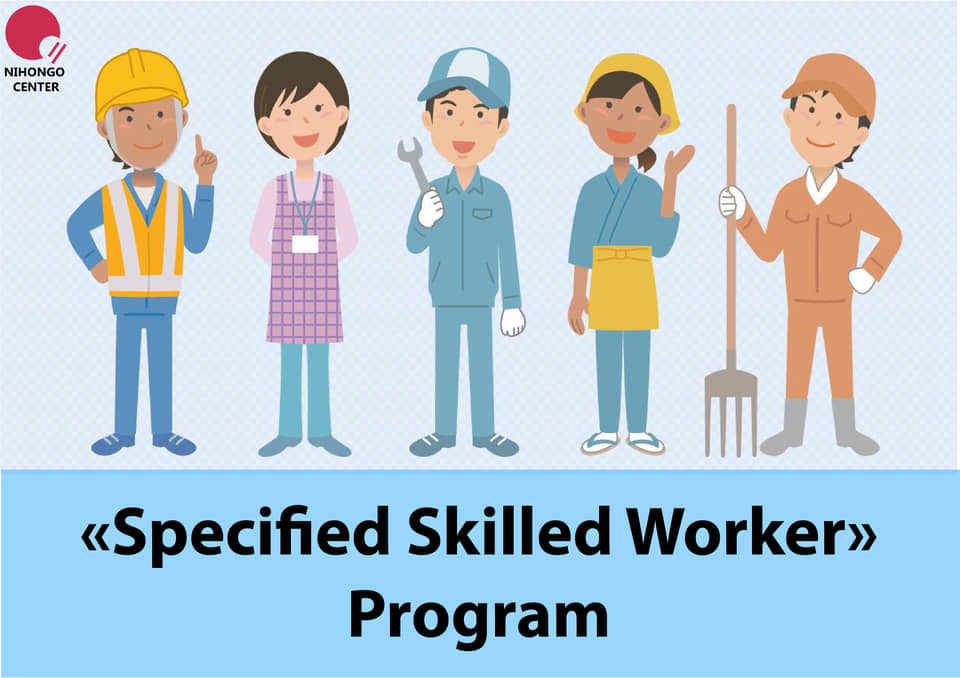 NIHONGO
CENTER
«Specified Skilled Worker»
Program